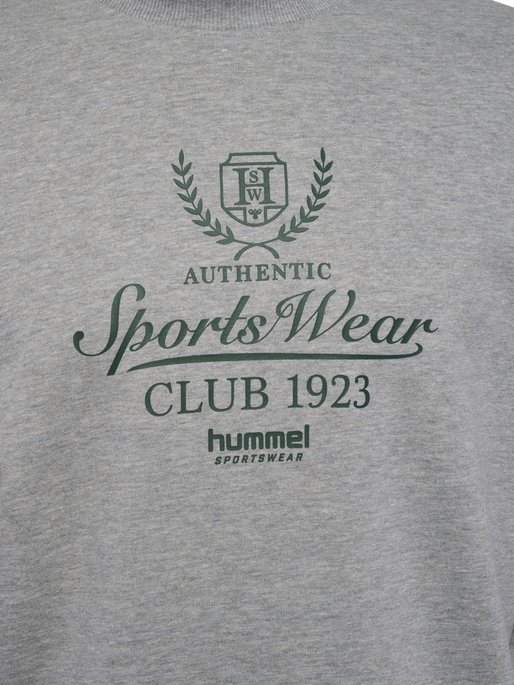 H
S
W
AUTHENTIC
SportsWear
CLUB 1923
hummel
SPORTSWEAR